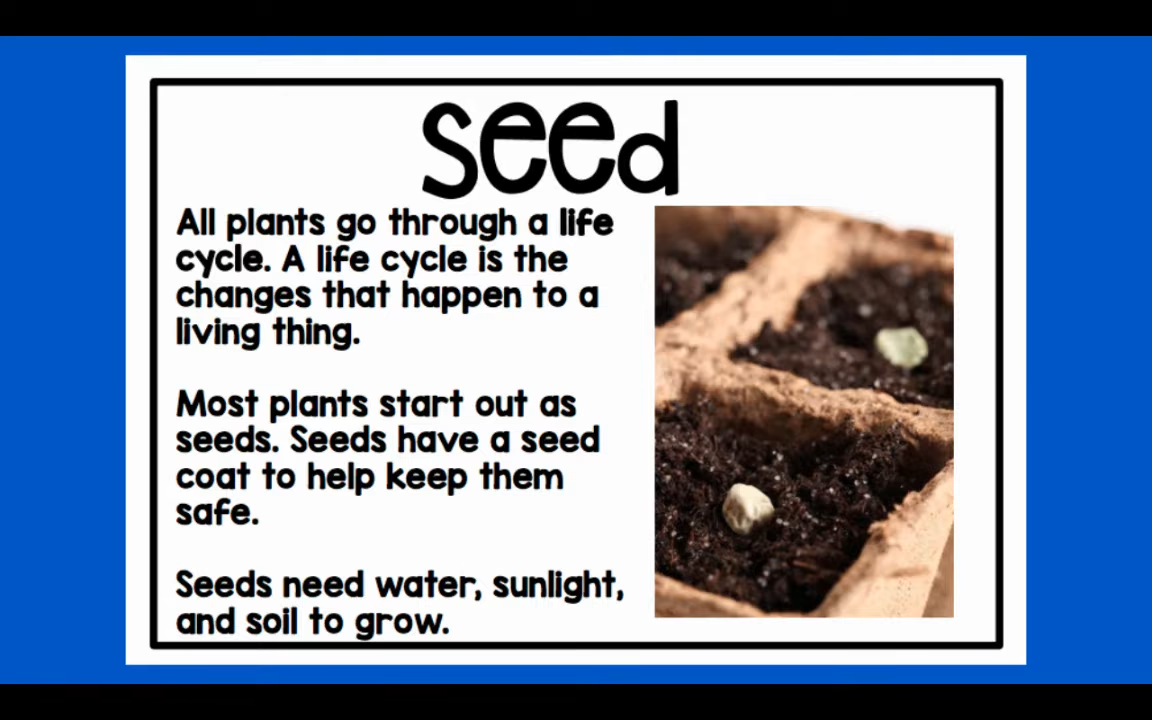 seed
All plants go through a life
cycle. A life cycle is the
changes that happen to a
living thing.
Most plants start out as
seeds. Seeds have a seed
coat to help keep them
safe.
Seeds need water, sunlight,
and soil to grow.